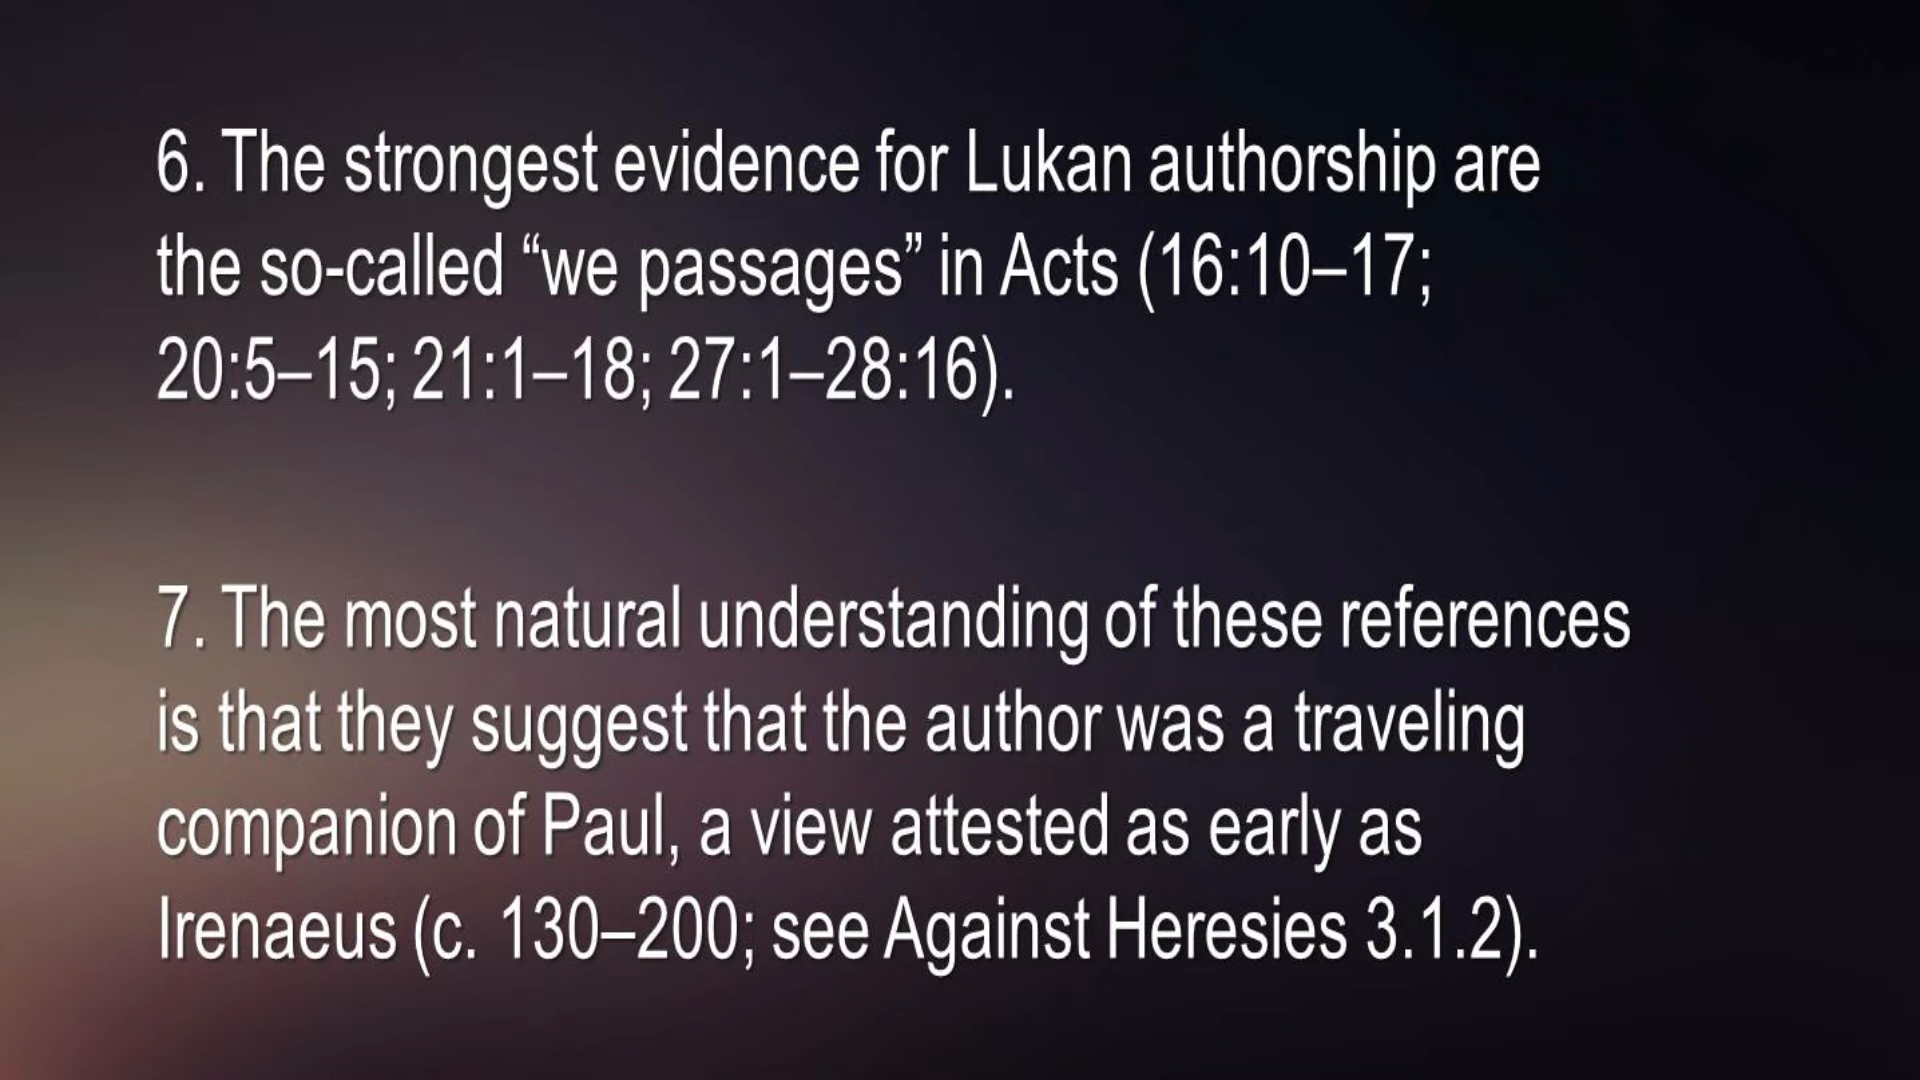 6. The strongest evidence for Lukan authorship are
the so-called “we passages” in Acts (16:10–17;
20:5–15; 21:1–18; 27:1–28:16).
7. The most natural understanding of these references
is that they suggest that the author was a traveling
companion of Paul, a view attested as early as
Irenaeus (c. 130–200; see Against Heresies 3.1.2).